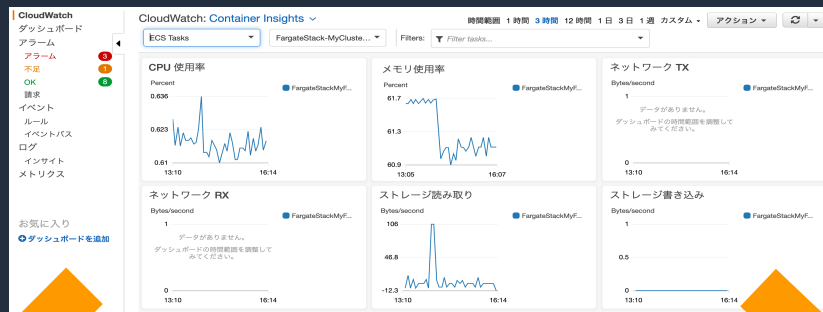 CloudWatch
ダッシュボード
アラーム
アラーム 3
不足 1
OK 8
請求
イベント
ルール
イベントバス
ログ
インサイト
メトリクス
お気に入り
ダッシュボードを追加
CloudWatch: Container Insights
時間範囲 1 時間 3 時間 12 時間 1 日 3 日 1 週 カスタム
アクション
ECS Tasks
FargateStack-MyCluste...
Filters:
Filter tasks...
CPU 使用率
Percent
FargateStackMyF...
0.636
0.623
0.61
13:10 16:14
メモリ使用率
Percent
FargateStackMyF...
61.7
61.3
60.9
13:05 16:07
ネットワーク TX
Bytes/second
FargateStackMyF...
1
データがありません。
ダッシュボードの時間範囲を調整して
みてください。
0
13:10 16:14
ネットワーク RX
Bytes/second
FargateStackMyF...
1
データがありません。
ダッシュボードの時間範囲を調整して
みてください。
0
13:10 16:14
ストレージ読み取り
Bytes/second
FargateStackMyF...
106
46.8
-12.3
13:10 16:14
ストレージ書き込み
Bytes/second
FargateStackMyF...
1
0.5
0
13:10 16:14